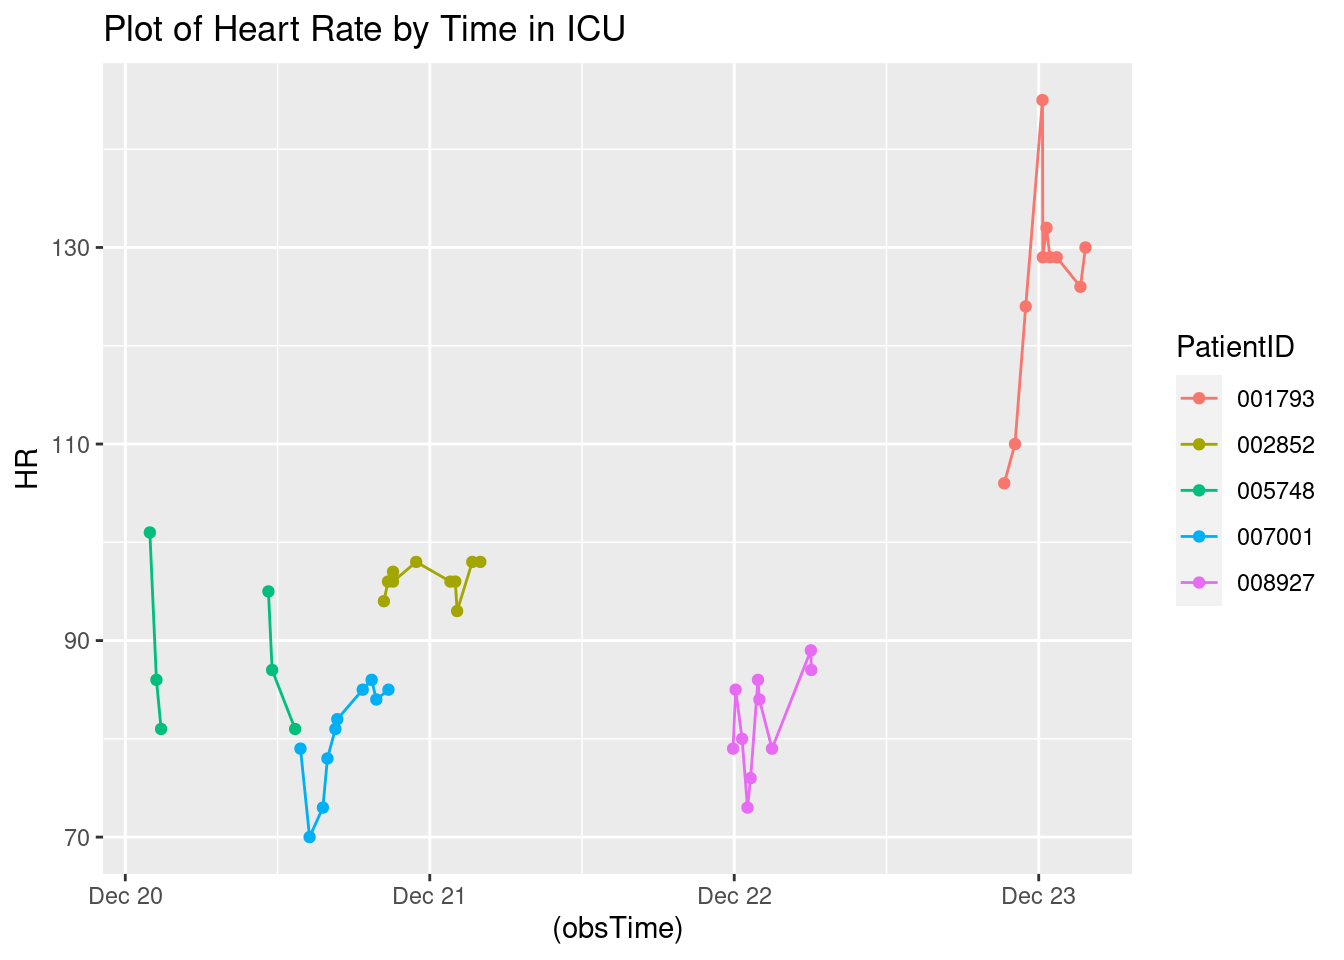 Plot of Heart Rate by Time in ICU
130
110
90
70
HR
Dec 20
Dec 21
Dec 22
Dec 23
(obsTime)
PatientID
001793
002852
005748
007001
008927